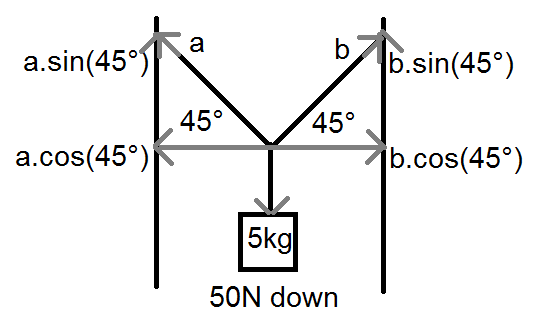 a b
a.sin(45°) b.sin(45°)
45° 45°
a.cos(45°) b.cos(45°)
5kg
50N down